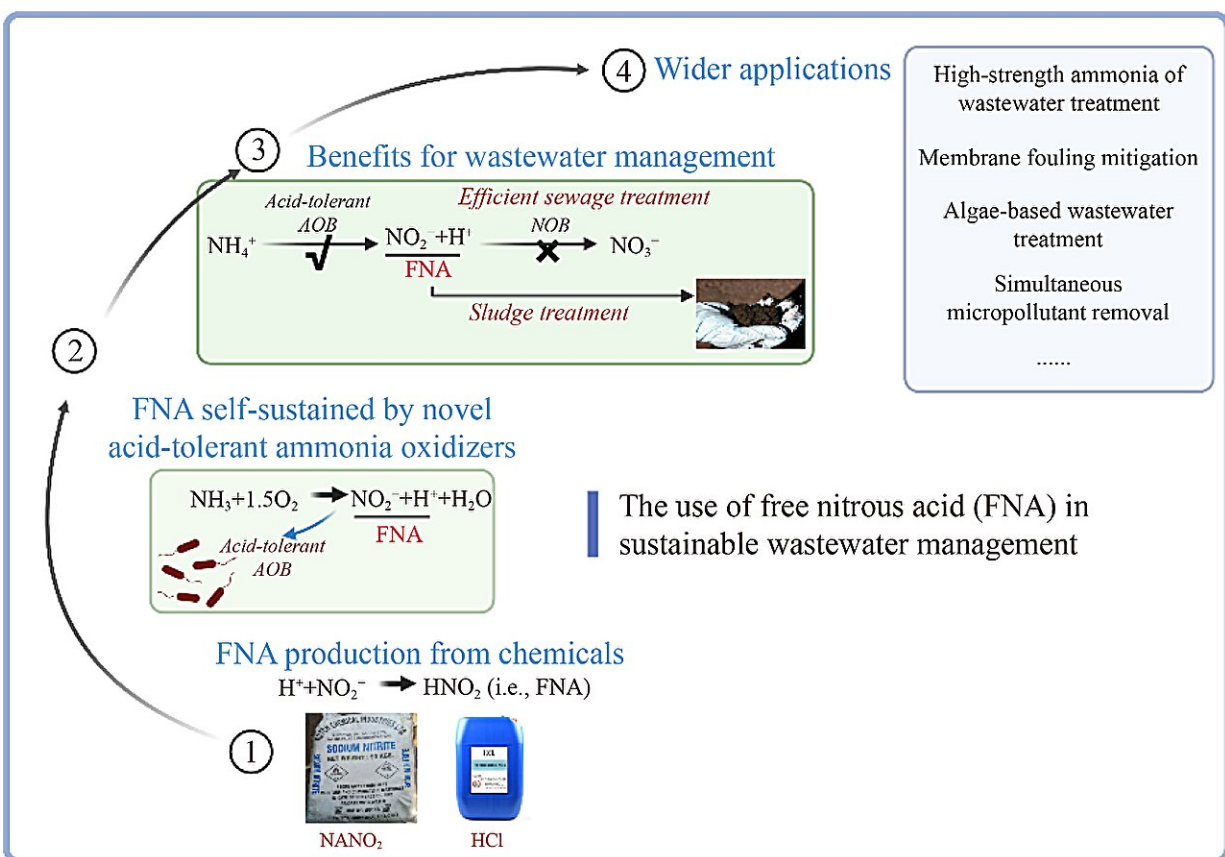 ④ Wider applications
High-strength ammonia of
wastewater treatment
Membrane fouling mitigation
Algae-based wastewater
treatment
Simultaneous
micropollutant removal
......
③
Benefits for wastewater management
Acid-tolerant
AOB
Efficient sewage treatment
NOB
NH₄⁺ NO₂⁻+H⁺ NO₃⁻
FNA
Sludge treatment
②
FNA self-sustained by novel
acid-tolerant ammonia oxidizers
NH₃+1.5O₂ NO₂⁻+H⁺+H₂O
FNA
Acid-tolerant
AOB
The use of free nitrous acid (FNA) in
sustainable wastewater management
FNA production from chemicals
H⁺+NO₂⁻ HNO₂ (i.e., FNA)
①
SODIUM NITRITE
NANO₂
HCl